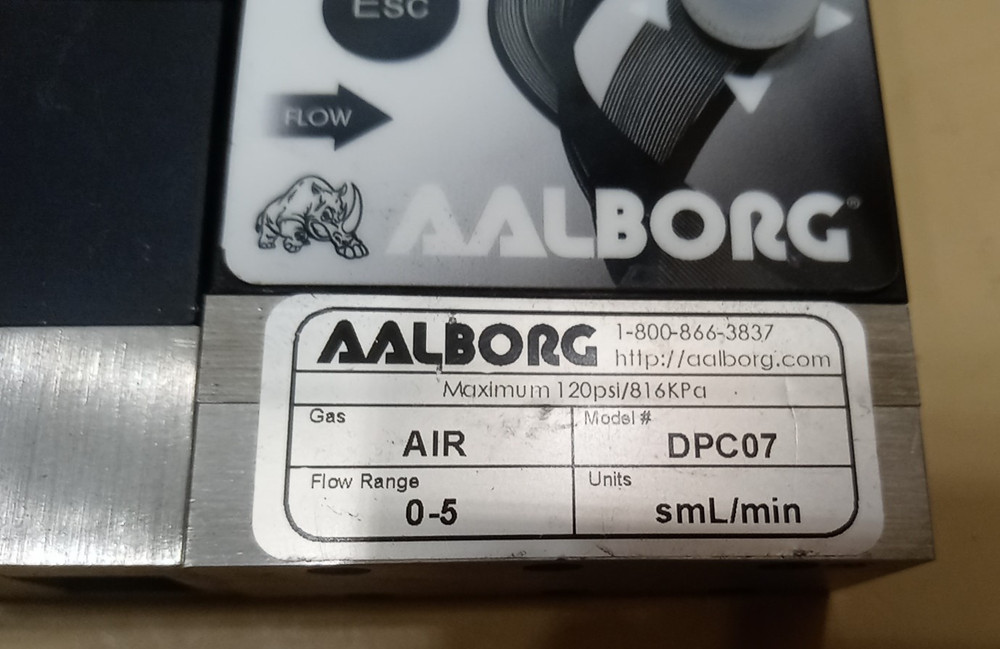 ESC
FLOW
AALBORG®
AALBORG
1-800-866-3837
http://aalborg.com
Maximum 120psi/816KPa
Gas
AIR
Model #
DPC07
Flow Range
0-5
Units
smL/min